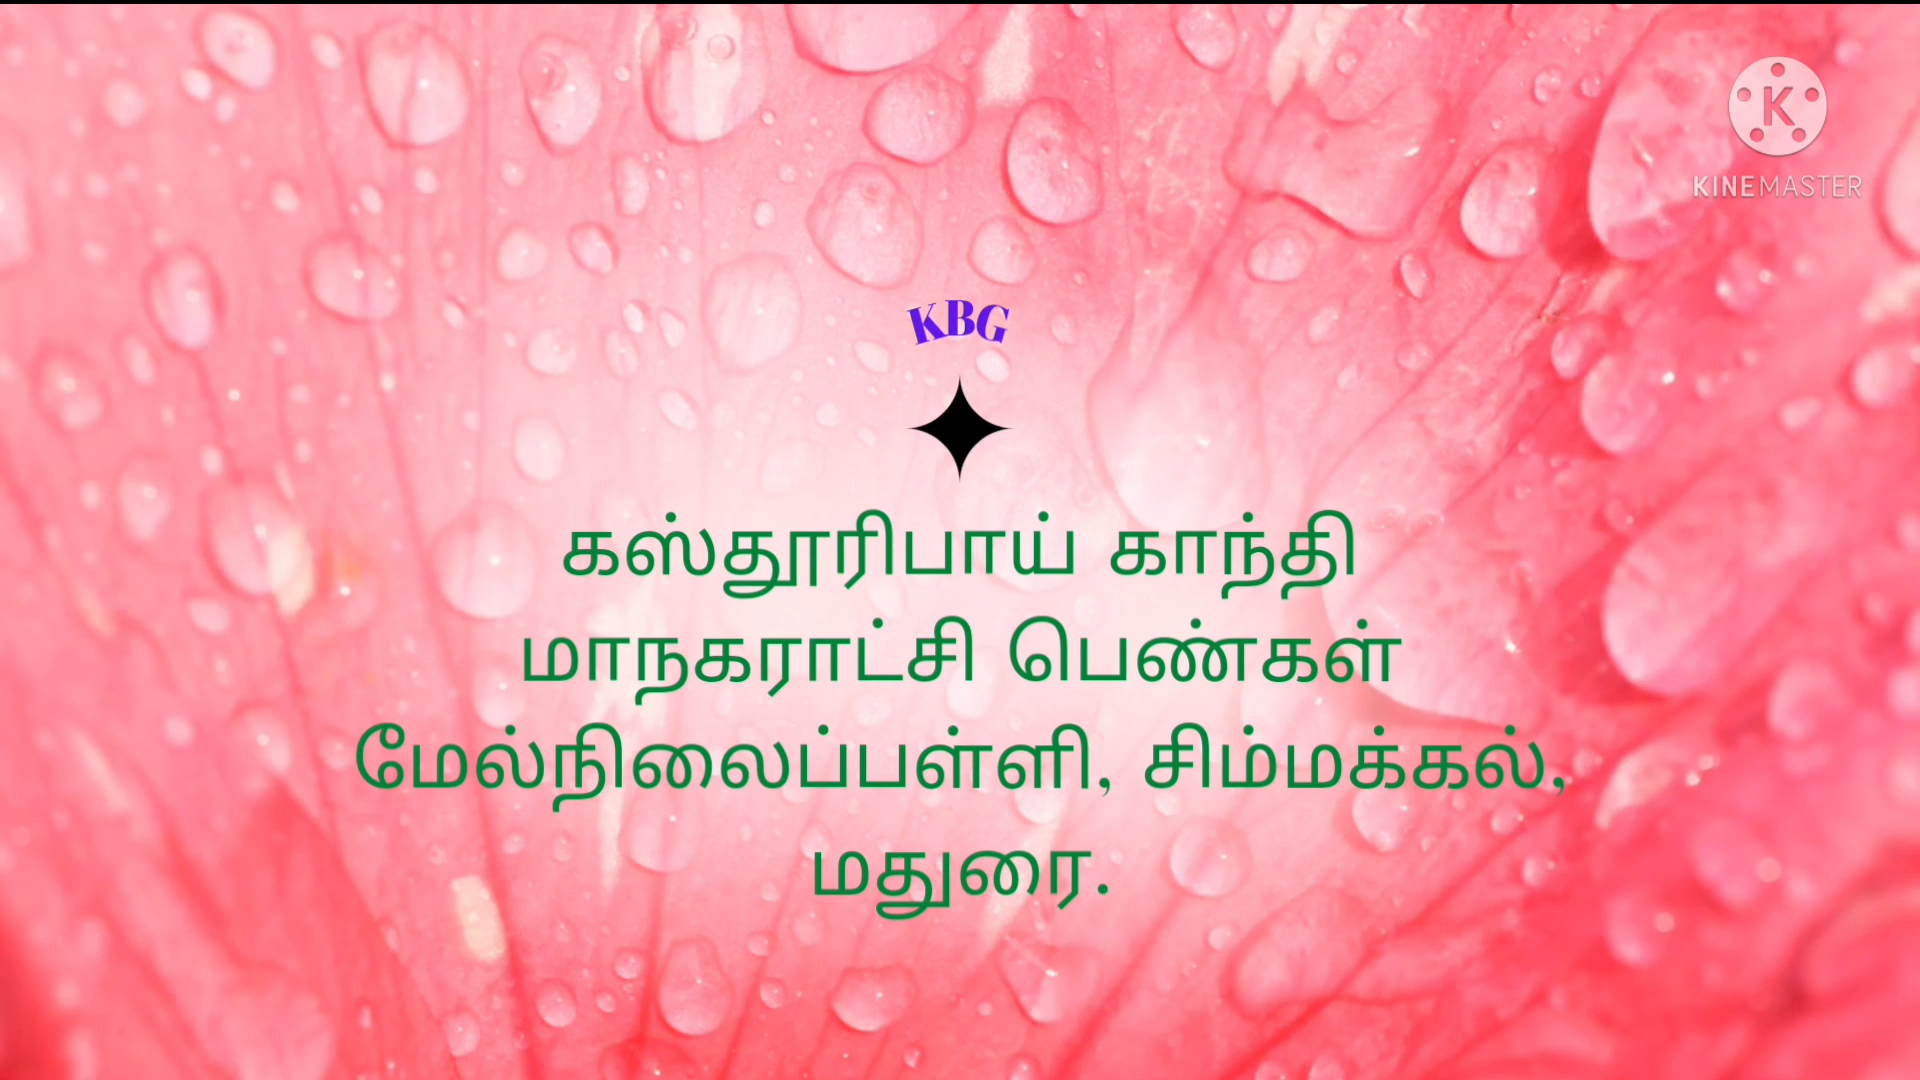 K
KINEMASTER
KBG
கஸ்தூரிபாய் காந்தி
மாநகராட்சி பெண்கள்
மேல்நிலைப்பள்ளி, சிம்மக்கல்,
மதுரை.